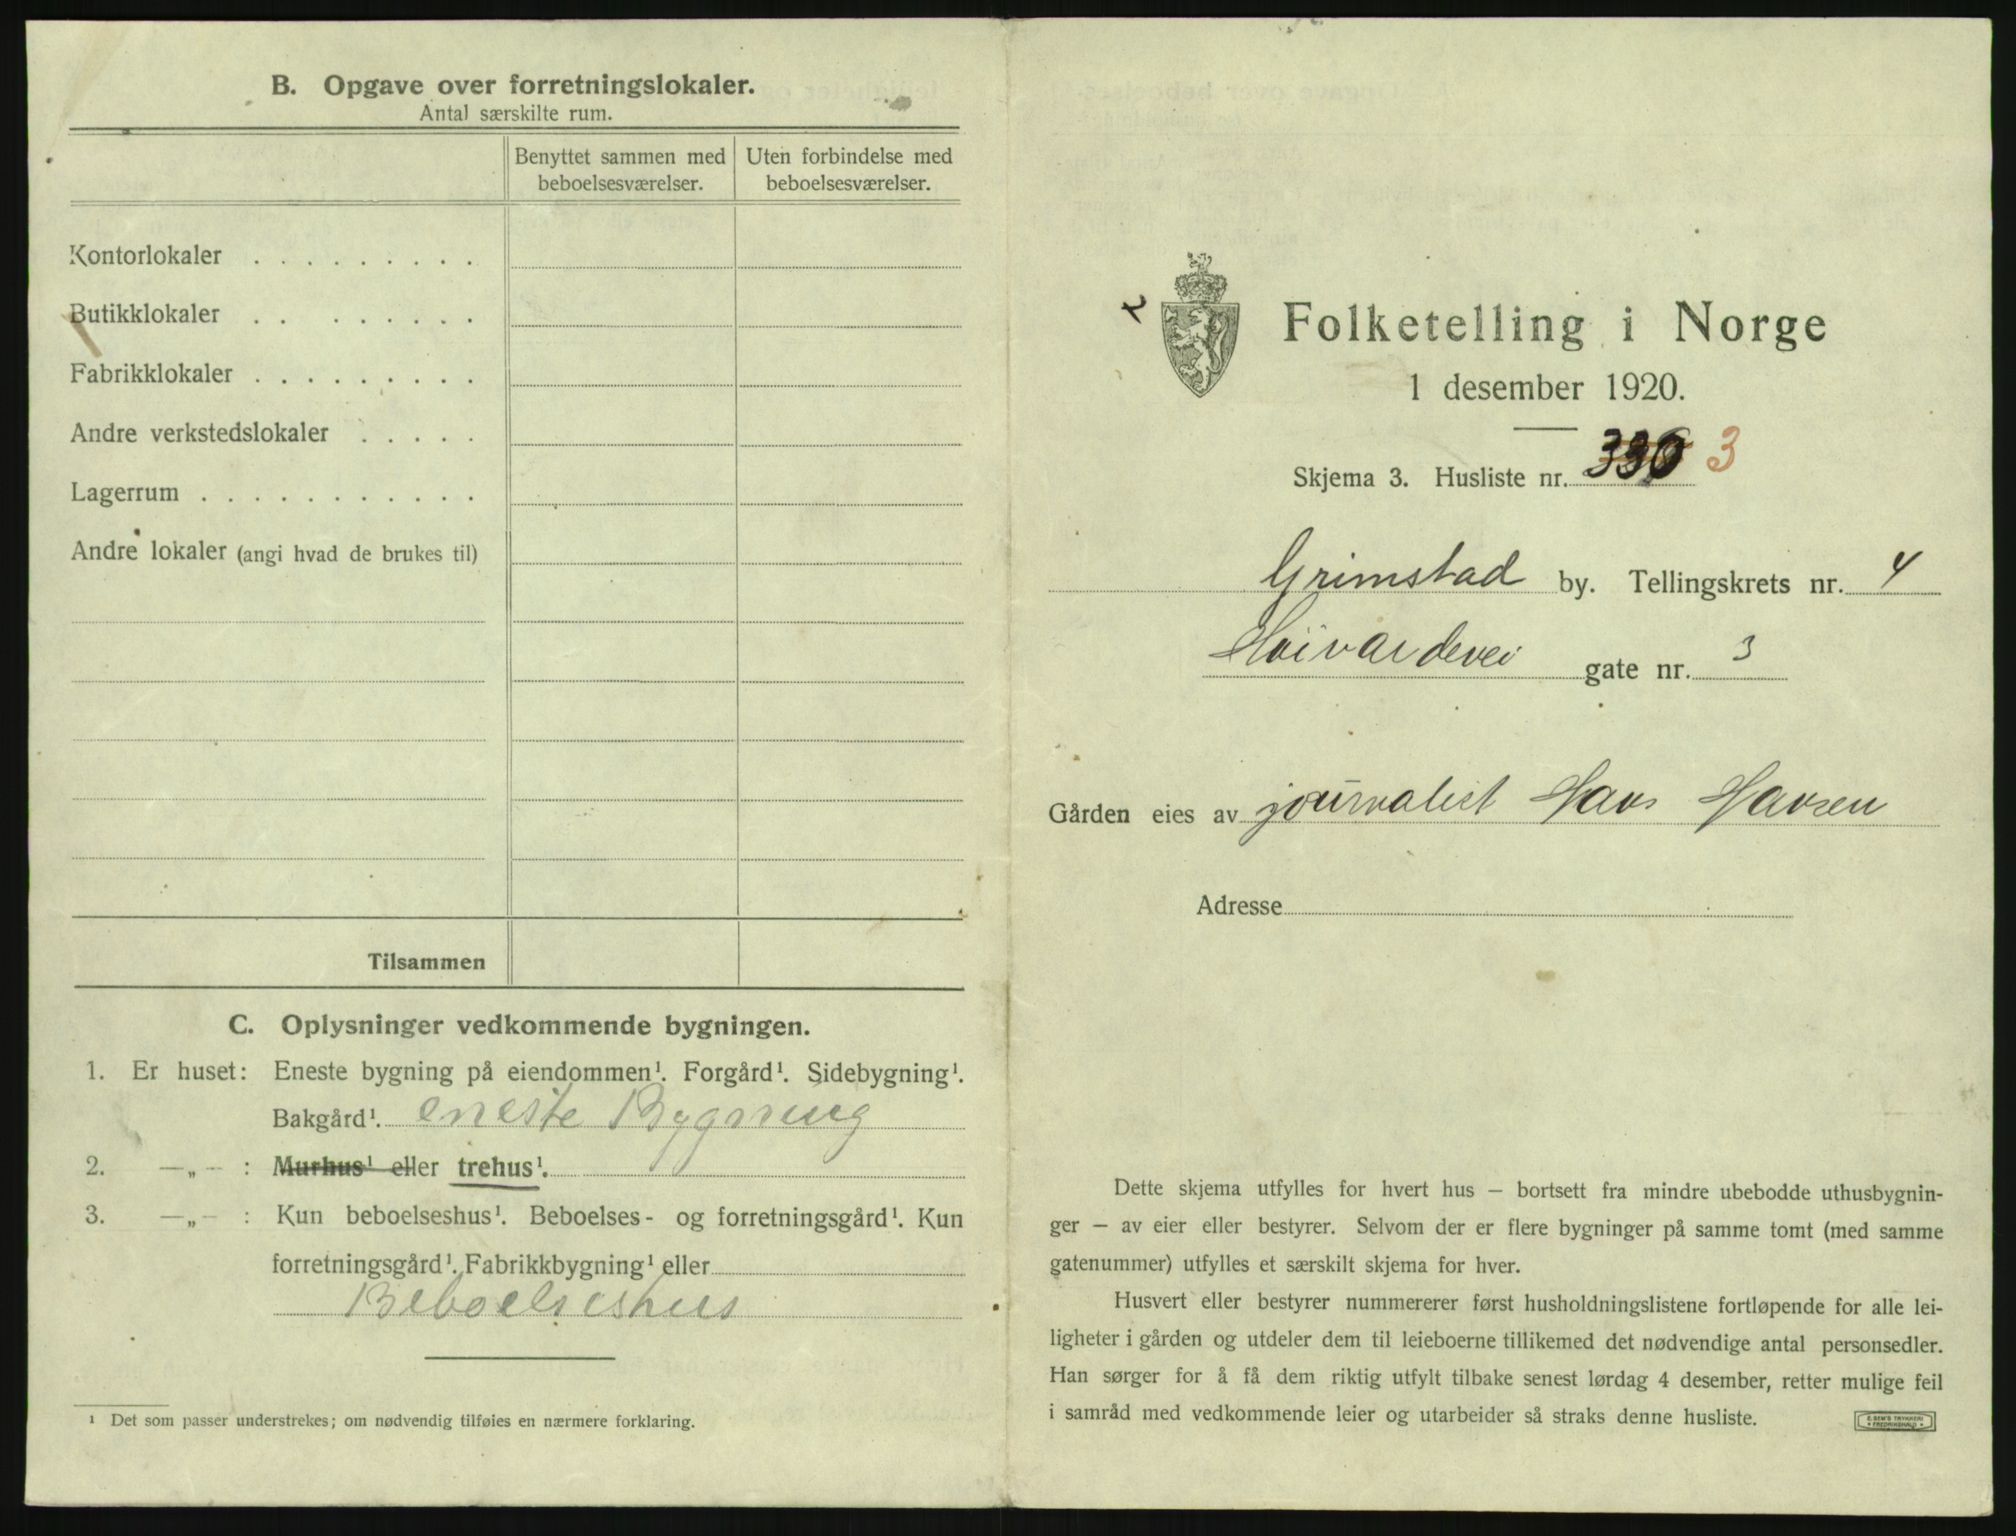 B. Opgave over forretningslokaler.
Antal særskilte rum.
Benyttet sammen med
beboelsesværelser.
Uten forbindelse med
beboelsesværelser.
Kontorlokaler . . . . . . . . .
Butikklokaler . . . . . . . .
Fabrikklokaler . . . . . . . . .
Andre verkstedslokaler . . . . .
Lagerrum . . . . . . . . . . .
Andre lokaler (angi hvad de brukes til)
Tilsammen
C. Oplysninger vedkommende bygningen.
1. Er huset: Eneste bygning på eiendommen¹. Forgård¹. Sidebygning¹.
Bakgård¹. eneste Bygning
2. —„— : Murhus¹ eller trehus¹.
3. —„— : Kun beboelseshus¹. Beboelses- og forretningsgård¹. Kun
forretningsgård¹. Fabrikkbygning¹ eller
Beboelseshus
¹ Det som passer understrekes; om nødvendig tilføies en nærmere forklaring.
Folketelling i Norge
1 desember 1920.
Skjema 3. Husliste nr. 3
Grimstad by. Tellingskrets nr. 4
Høivardevei gate nr. 3
Gården eies av journalist Hans Hansen
Adresse
Dette skjema utfylles for hvert hus – bortsett fra mindre ubebodde uthusbygnin-
ger – av eier eller bestyrer. Selvom der er flere bygninger på samme tomt (med samme
gatenummer) utfylles et særskilt skjema for hver.
Husvert eller bestyrer nummererer først husholdningslistene fortløpende for alle lei-
ligheter i gården og utdeler dem til leieboerne tillikemed det nødvendige antal personsedler.
Han sørger for å få dem riktig utfylt tilbake senest lørdag 4 desember, retter mulige feil
i samråd med vedkommende leier og utarbeider så straks denne husliste.
E. SEM'S TRYKKERI
FREDRIKSHALD